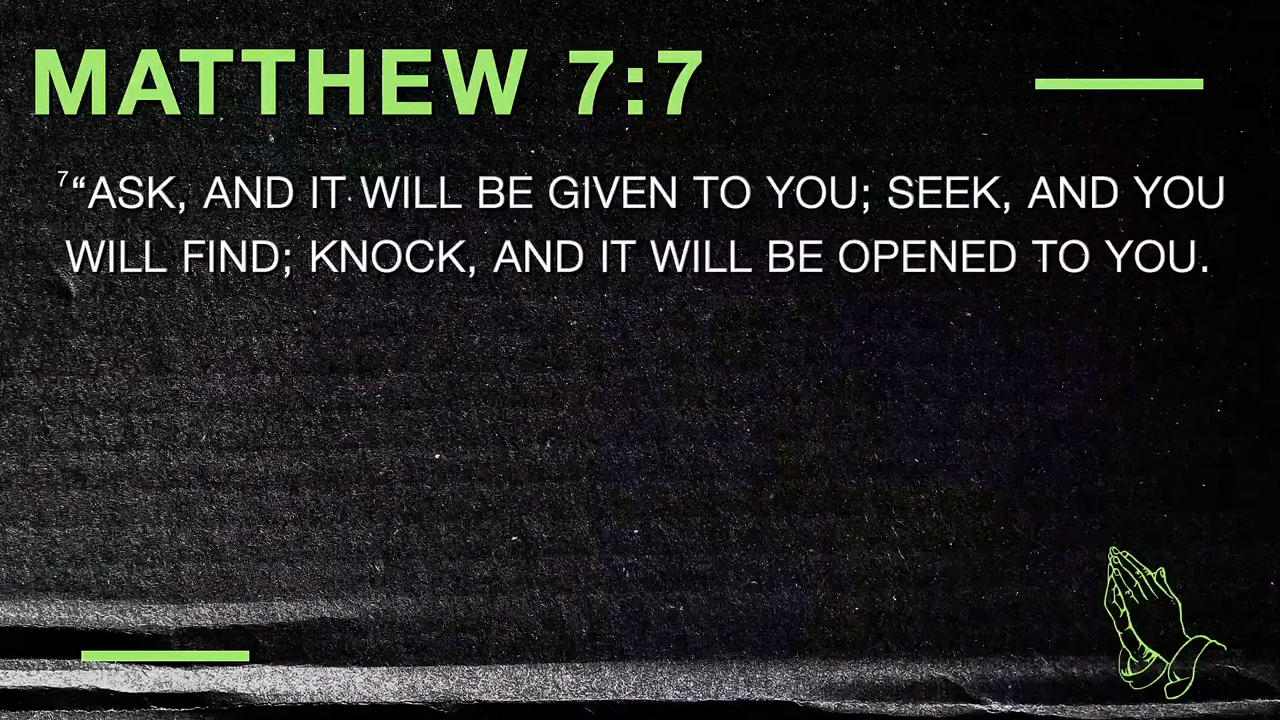 MATTHEW 7:7
⁷“ASK, AND IT WILL BE GIVEN TO YOU; SEEK, AND YOU
WILL FIND; KNOCK, AND IT WILL BE OPENED TO YOU.